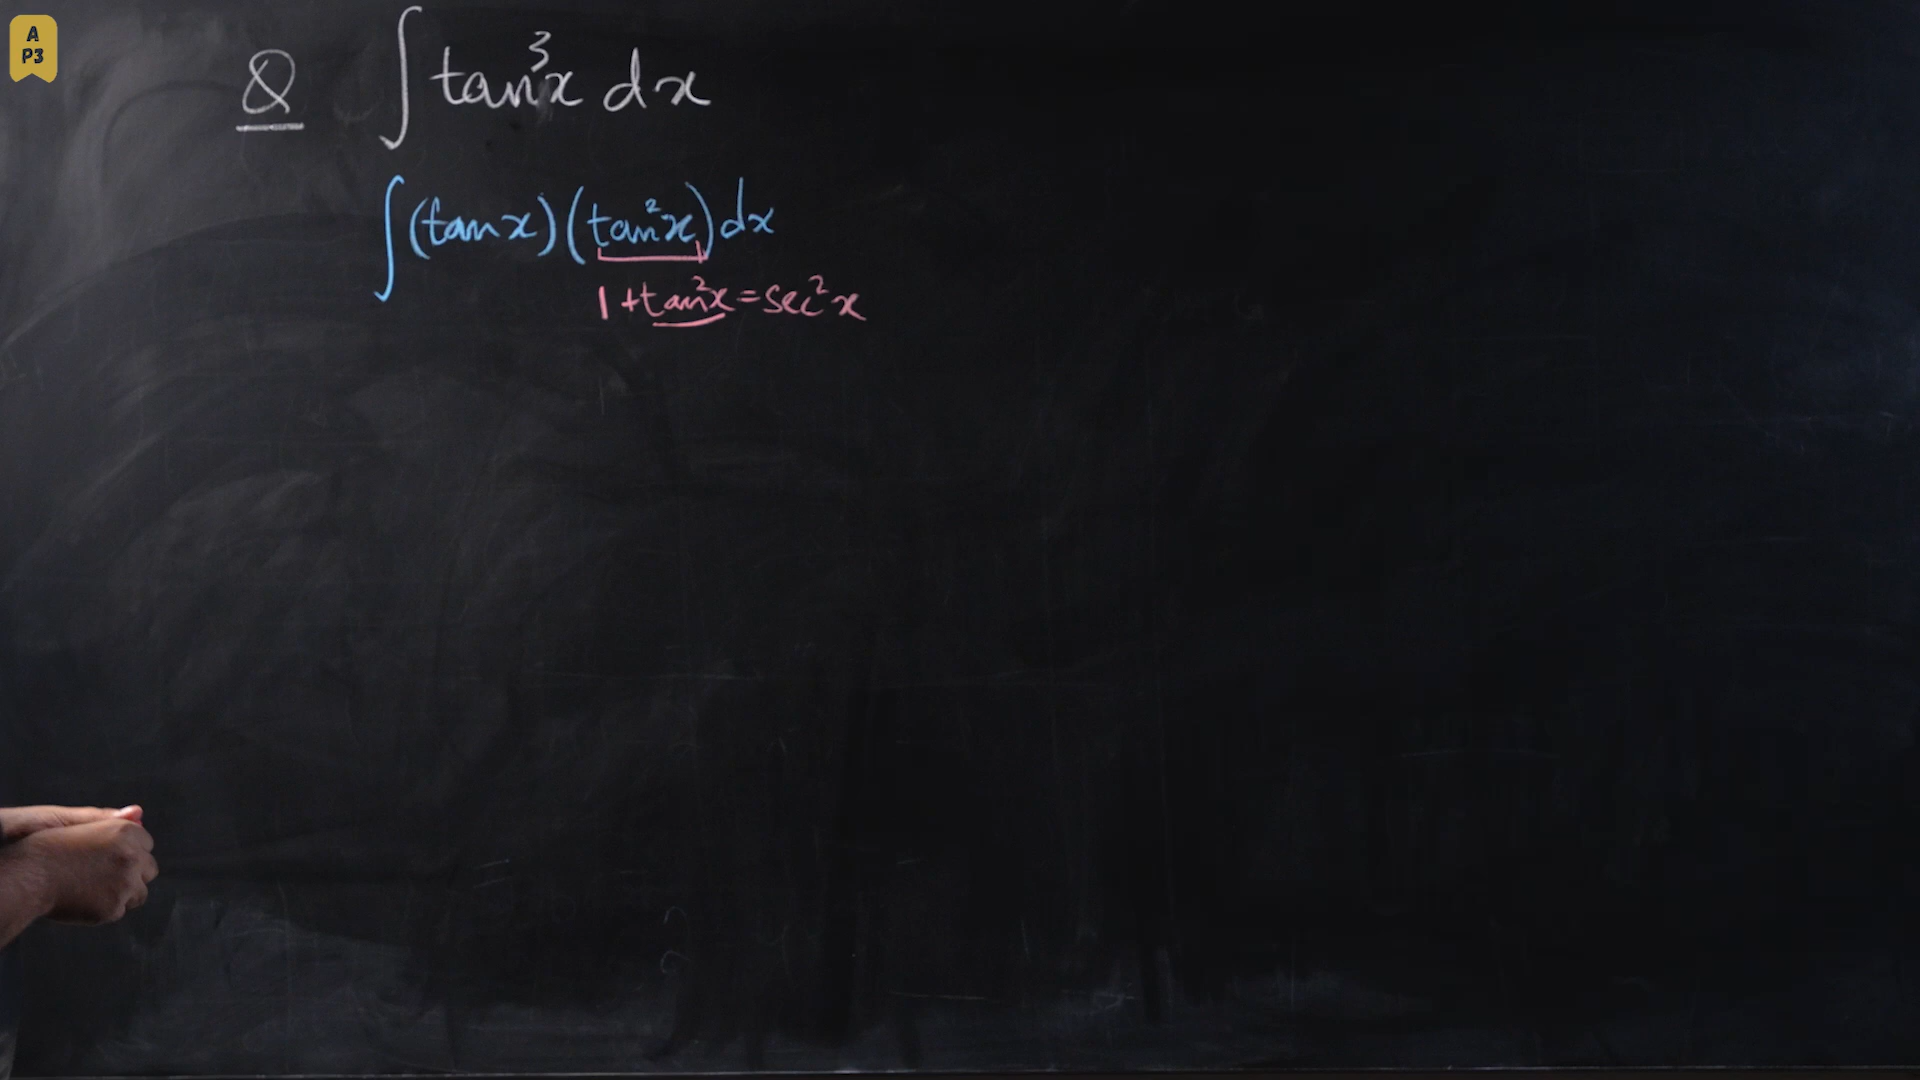 A
P3
Q ∫ tan³x dx
∫ (tan x) (tan²x) dx
1 + tan²x = sec²x